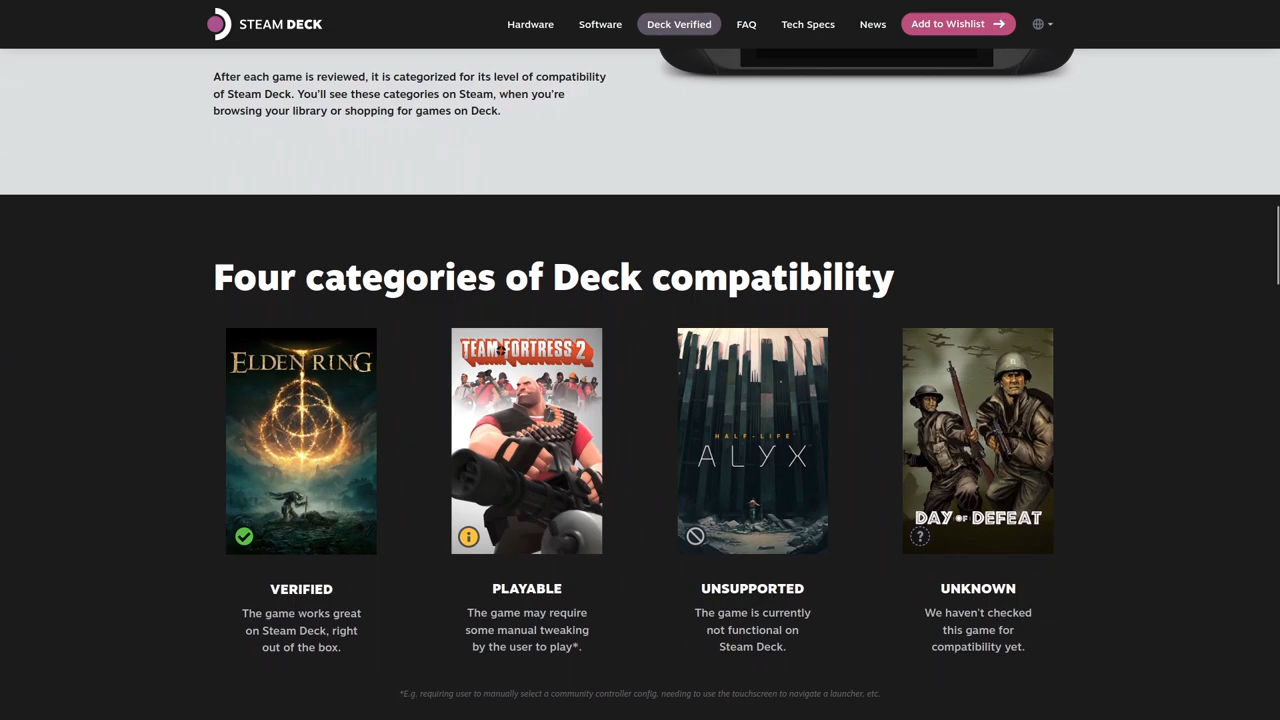 STEAM DECK
Hardware
Software
Deck Verified
FAQ
Tech Specs
News
Add to Wishlist →
After each game is reviewed, it is categorized for its level of compatibility
of Steam Deck. You'll see these categories on Steam, when you're
browsing your library or shopping for games on Deck.
Four categories of Deck compatibility
ELDEN RING
TEAM FORTRESS 2
HALF-LIFE
ALYX
DAY OF DEFEAT
VERIFIED
The game works great
on Steam Deck, right
out of the box.
PLAYABLE
The game may require
some manual tweaking
by the user to play*.
UNSUPPORTED
The game is currently
not functional on
Steam Deck.
UNKNOWN
We haven't checked
this game for
compatibility yet.
*E.g. requiring user to manually select a community controller config, needing to use the touchscreen to navigate a launcher, etc.